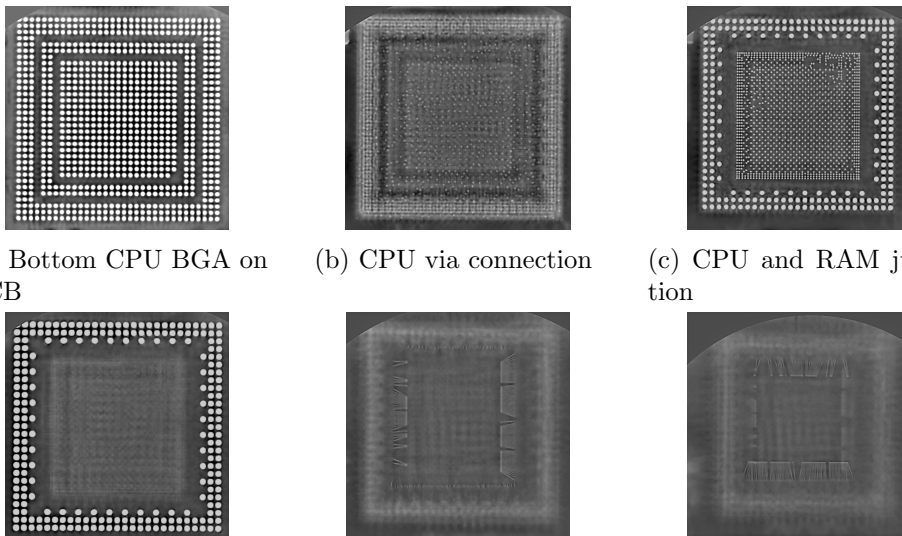 Bottom CPU BGA on
CB
(b) CPU via connection
(c) CPU and RAM ju
tion